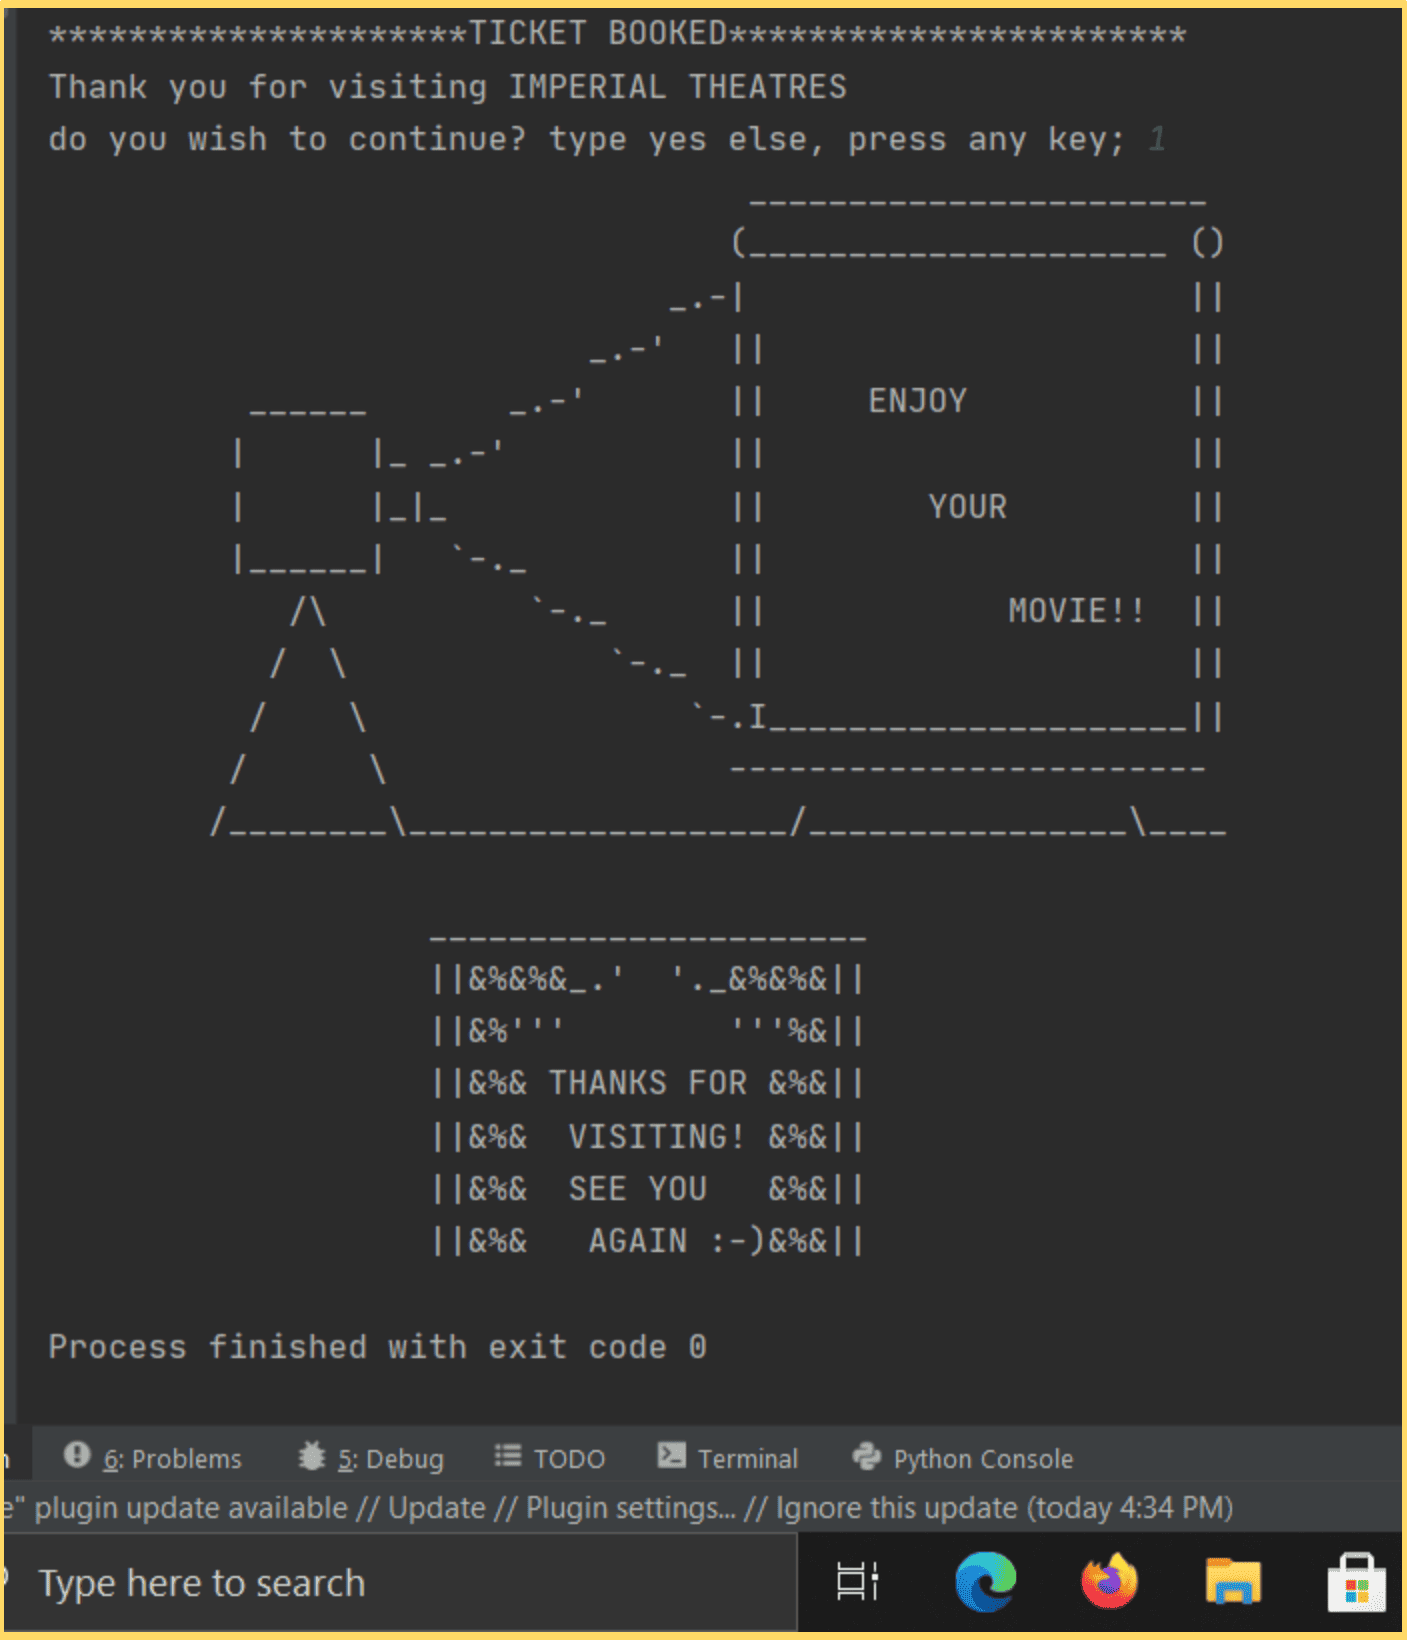 *********************TICKET BOOKED***********************
Thank you for visiting IMPERIAL THEATRES
do you wish to continue? type yes else, press any key; 1
ENJOY
YOUR
MOVIE!!
||&%&%&_.'  '._&%&%&||
||&%'''        '''%&||
||&%& THANKS FOR &%&||
||&%&  VISITING! &%&||
||&%&  SEE YOU   &%&||
||&%&   AGAIN :-)&%&||
Process finished with exit code 0
6: Problems 5: Debug TODO Terminal Python Console
e" plugin update available // Update // Plugin settings... // Ignore this update (today 4:34 PM)
Type here to search